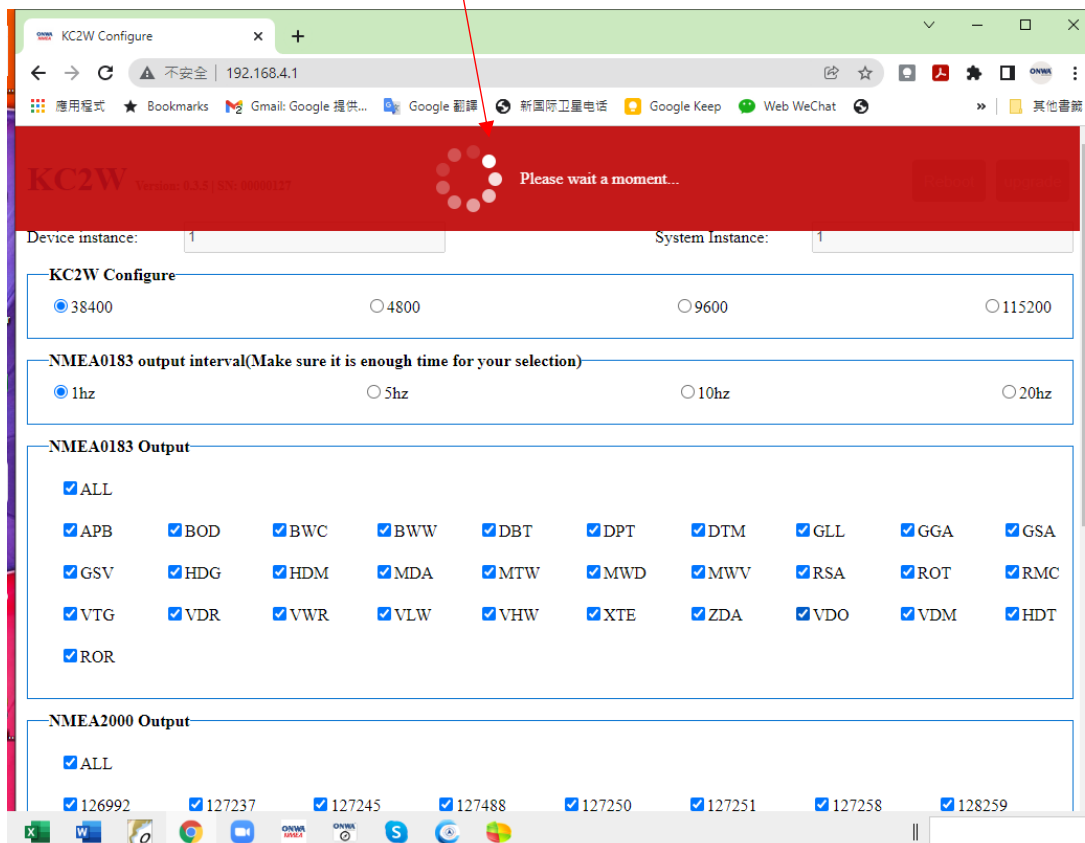 KC2W Configure
不安全 192.168.4.1
ONWA
應用程式 Bookmarks Gmail: Google 提供... Google 翻譯 新国际卫星电话 Google Keep Web WeChat » 其他書籤
KC2W Version: 0.3.5 | SN: 00000127 Please wait a moment...
Device instance: 1 System Instance: 1
KC2W Configure
38400 4800 9600 115200
NMEA0183 output interval(Make sure it is enough time for your selection)
1hz 5hz 10hz 20hz
NMEA0183 Output
ALL
APB BOD BWC BWW DBT DPT DTM GLL GGA GSA
GSV HDG HDM MDA MTW MWD MWV RSA ROT RMC
VTG VDR VWR VLW VHW XTE ZDA VDO VDM HDT
ROR
NMEA2000 Output
ALL
126992 127237 127245 127488 127250 127251 127258 128259
ONWA NMEA ONWA